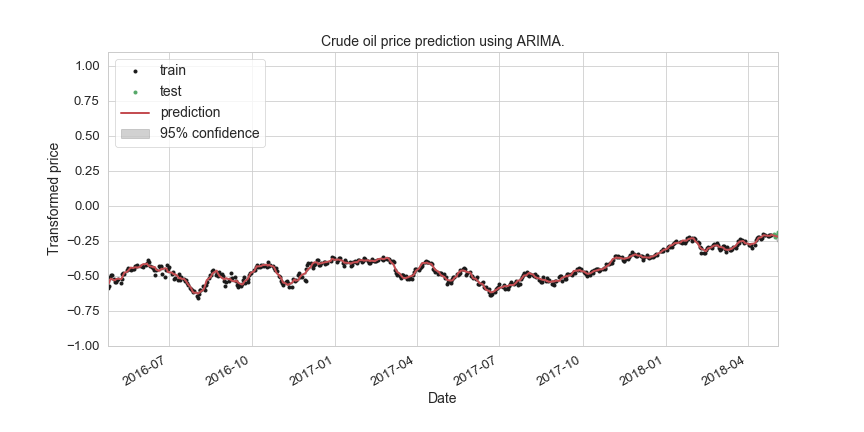 Crude oil price prediction using ARIMA.
train
test
prediction
95% confidence
1.00
0.75
0.50
0.25
0.00
−0.25
−0.50
−0.75
−1.00
Transformed price
2016-07
2016-10
2017-01
2017-04
2017-07
2017-10
2018-01
2018-04
Date